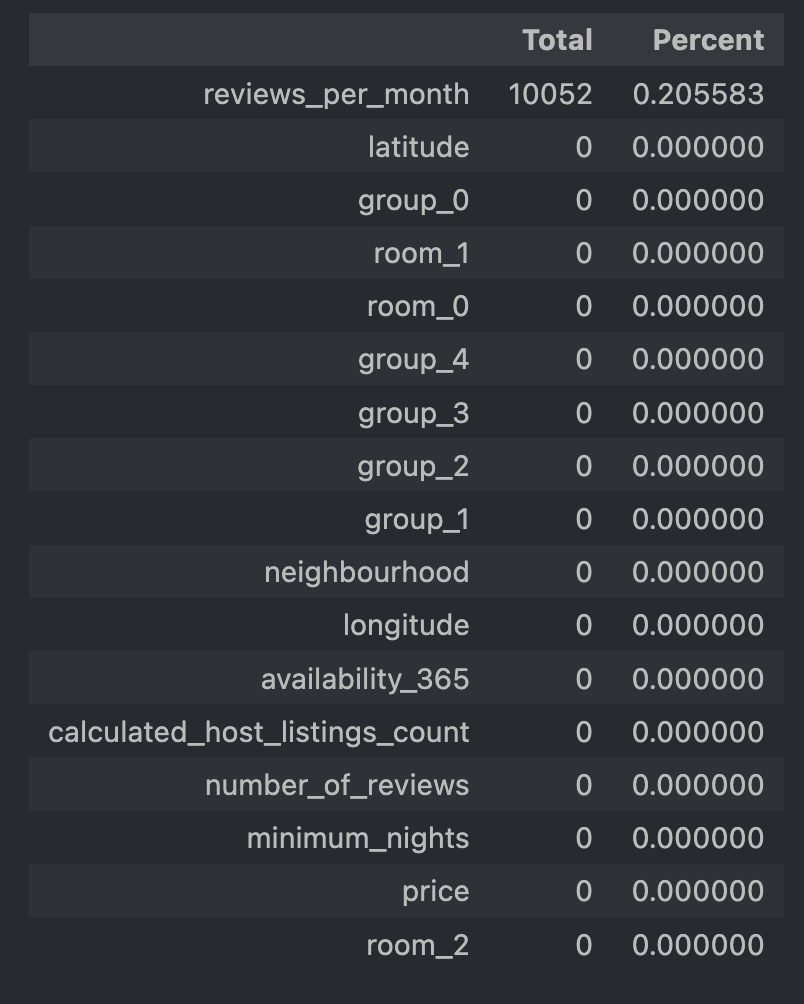 Total Percent
reviews_per_month 10052 0.205583
latitude 0 0.000000
group_0 0 0.000000
room_1 0 0.000000
room_0 0 0.000000
group_4 0 0.000000
group_3 0 0.000000
group_2 0 0.000000
group_1 0 0.000000
neighbourhood 0 0.000000
longitude 0 0.000000
availability_365 0 0.000000
calculated_host_listings_count 0 0.000000
number_of_reviews 0 0.000000
minimum_nights 0 0.000000
price 0 0.000000
room_2 0 0.000000